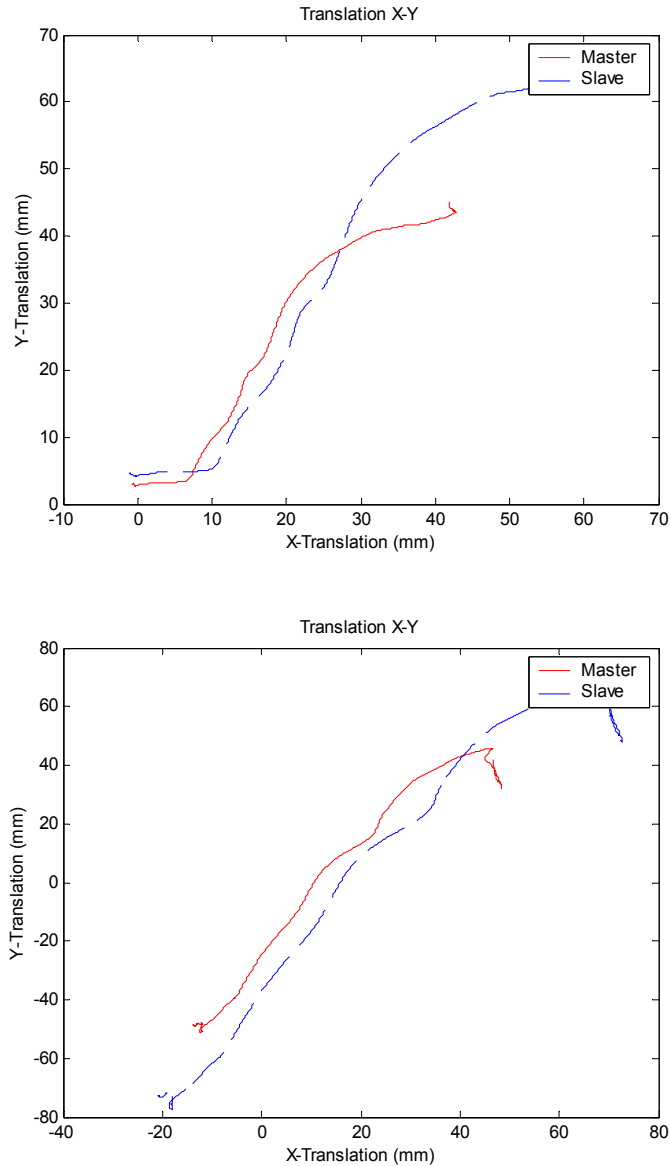 Translation X-Y
70
60
50
40
30
20
10
0
Y-Translation (mm)
Master
Slave
-10 0 10 20 30 40 50 60 70
X-Translation (mm)
Translation X-Y
80
60
40
20
0
-20
-40
-60
-80
Y-Translation (mm)
Master
Slave
-40 -20 0 20 40 60 80
X-Translation (mm)